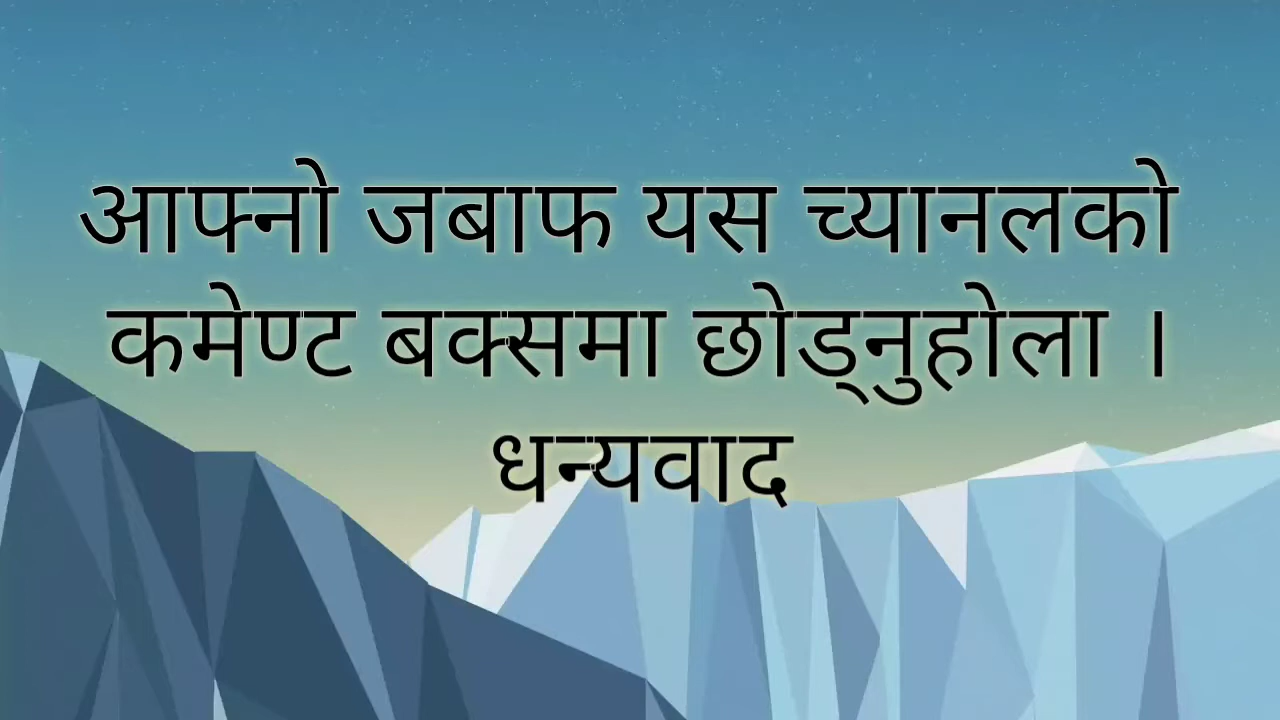 आफ्नो जबाफ यस च्यानलको
कमेण्ट बक्समा छोड्नुहोला ।
धन्यवाद